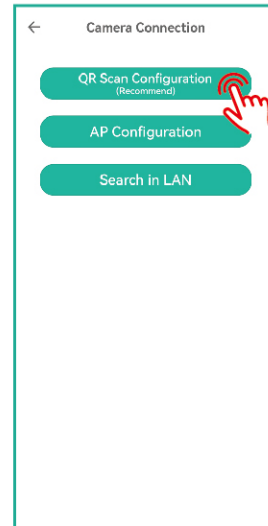 Camera Connection
QR Scan Configuration
(Recommend)
AP Configuration
Search in LAN